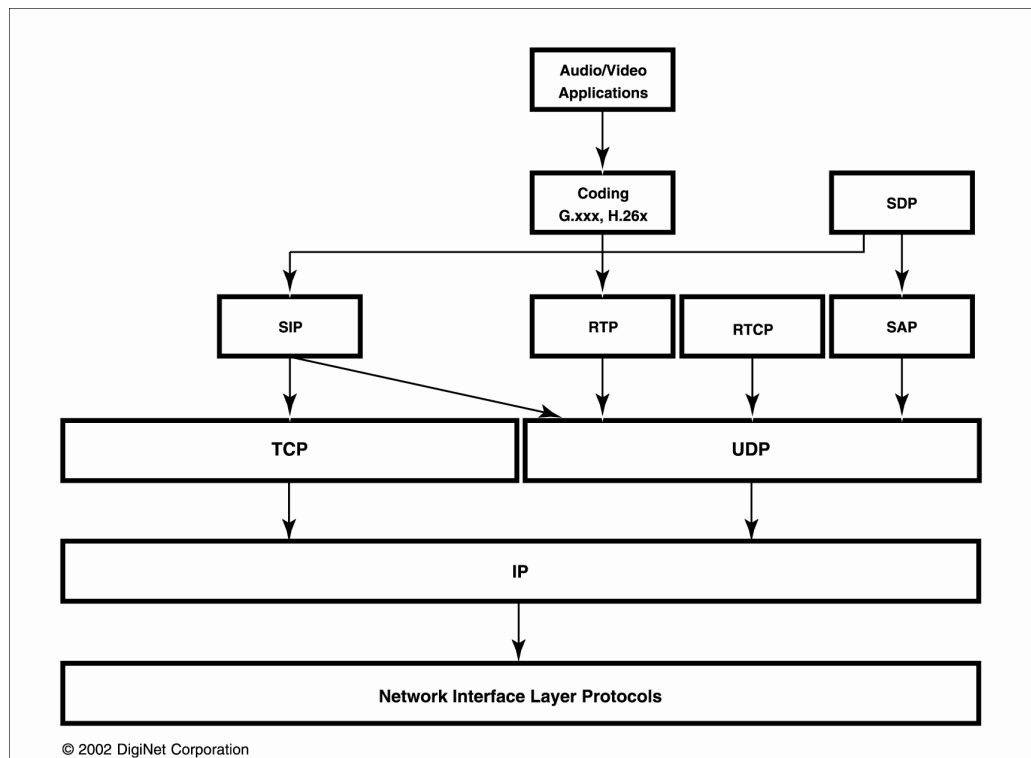 Audio/Video
Applications
Coding
G.xxx, H.26x
SDP
SIP
RTP
RTCP
SAP
TCP
UDP
IP
Network Interface Layer Protocols
© 2002 DigiNet Corporation